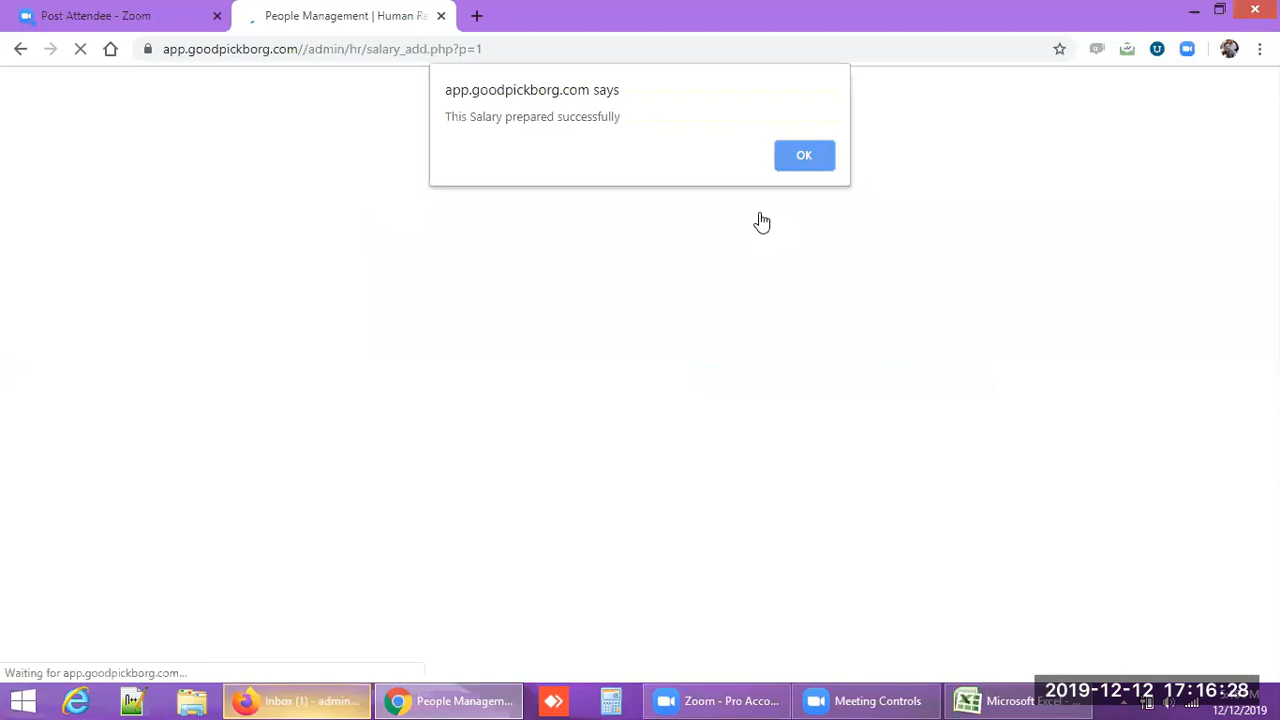 Post Attendee - Zoom
People Management | Human Re
app.goodpickborg.com//admin/hr/salary_add.php?p=1
app.goodpickborg.com says
This Salary prepared successfully
OK
Waiting for app.goodpickborg.com...
Inbox (1) - admin...
People Managem...
Zoom - Pro Acco...
Meeting Controls
Microsoft Excel - ...
2019-12-12 17:16:28
12/12/2019